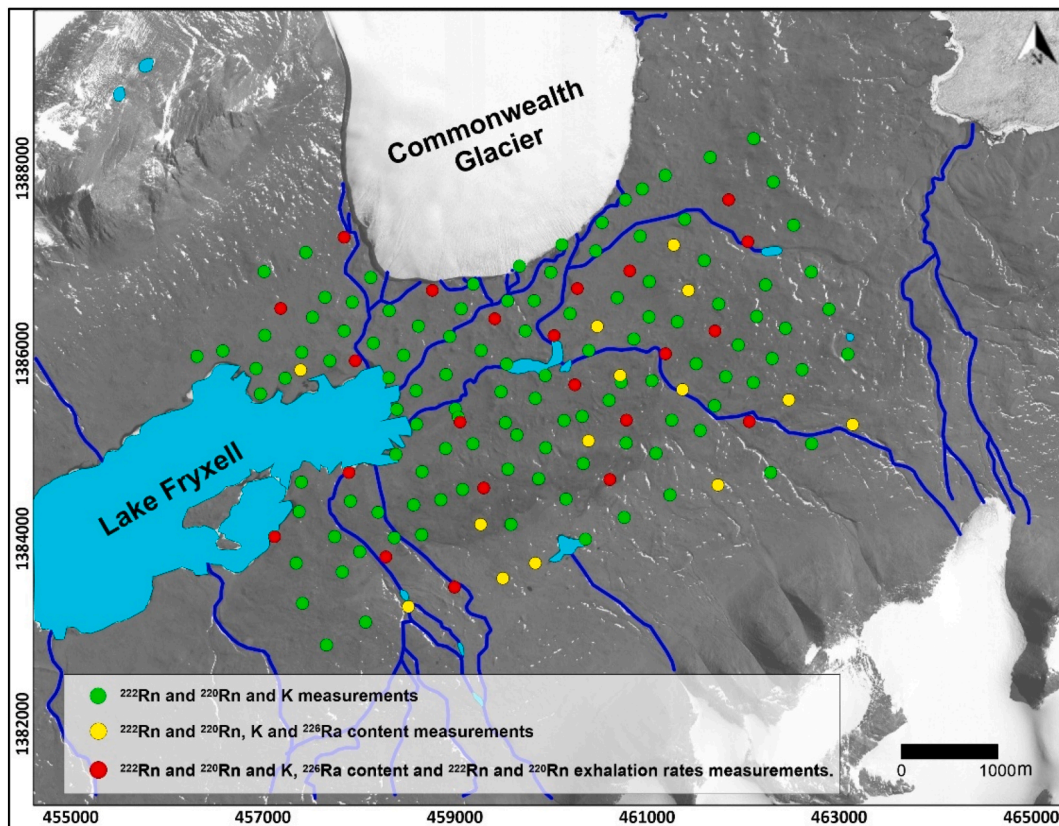 Commonwealth
Glacier
N
Lake Fryxell
1388000
1386000
1384000
1382000
²²²Rn and ²²⁰Rn and K measurements
²²²Rn and ²²⁰Rn, K and ²²⁶Ra content measurements
²²²Rn and ²²⁰Rn and K, ²²⁶Ra content and ²²²Rn and ²²⁰Rn exhalation rates measurements.
0 1000m
455000 457000 459000 461000 463000 465000